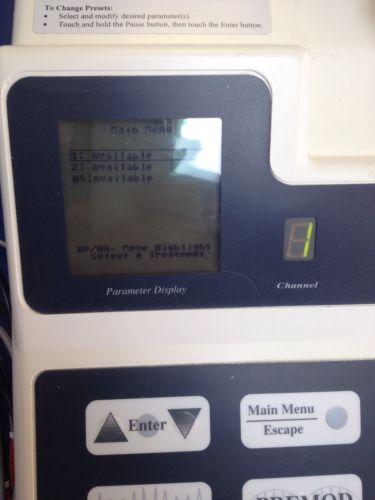 To Change Presets:
• Select and modify desired parameter(s).
• Touch and hold the Pause button, then touch the Enter button.
Main Menu
1: Available
2: Available
US:Available
UP/DN- Move Highlight
Select A Treatment
1
Parameter Display
Channel
Enter
Main Menu
Escape
PREMOD